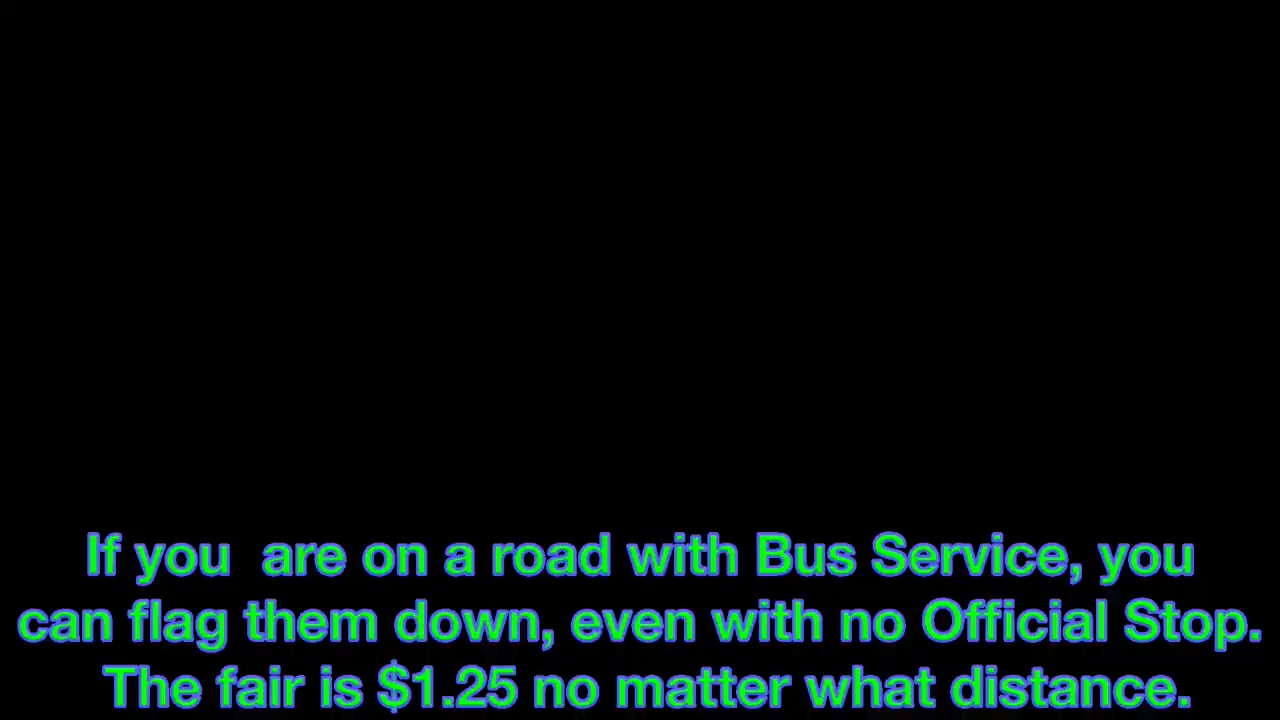 If you  are on a road with Bus Service, you
can flag them down, even with no Official Stop.
The fair is $1.25 no matter what distance.